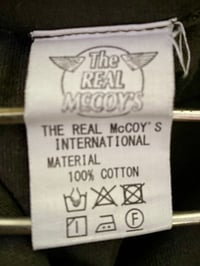 The
REAL
McCOY'S
THE REAL McCOY'S
INTERNATIONAL
MATERIAL
100% COTTON
F